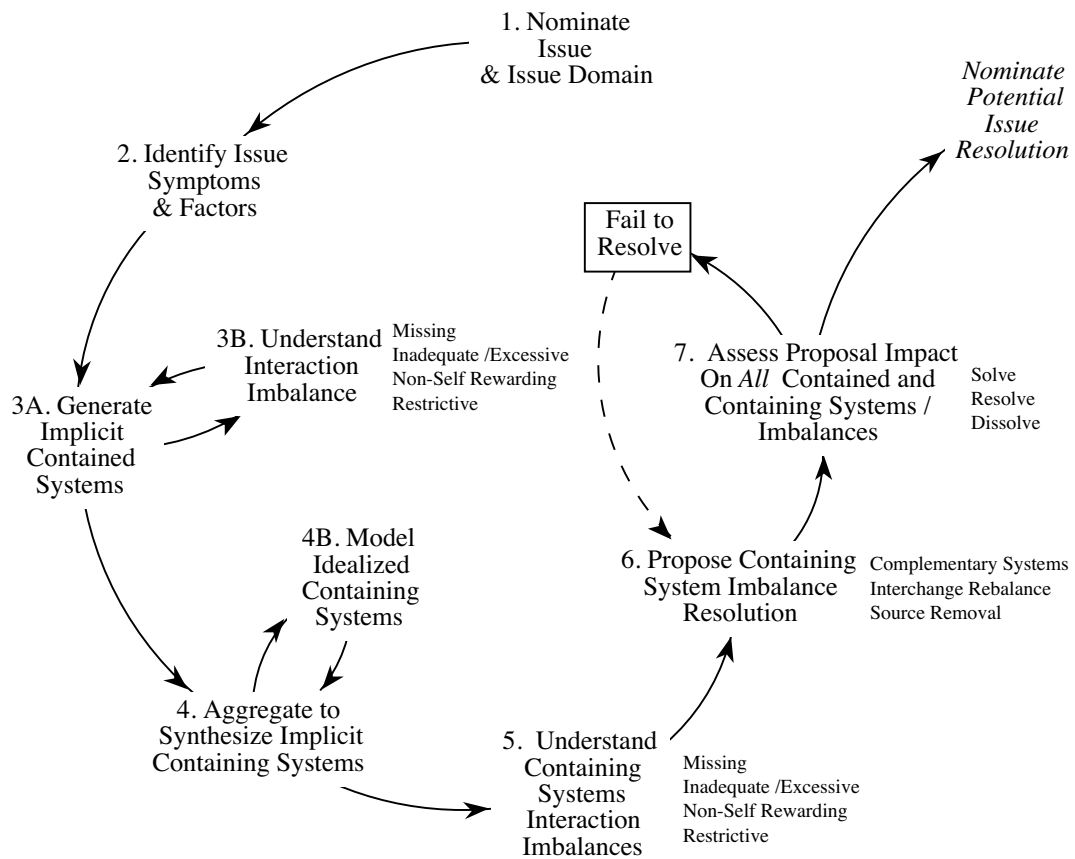 1. Nominate
Issue
& Issue Domain
Nominate
Potential
Issue
Resolution
2. Identify Issue
Symptoms
& Factors
Fail to
Resolve
3B. Understand
Interaction
Imbalance
Missing
Inadequate /Excessive
Non-Self Rewarding
Restrictive
7. Assess Proposal Impact
On All Contained and
Containing Systems /
Imbalances
Solve
Resolve
Dissolve
3A. Generate
Implicit
Contained
Systems
4B. Model
Idealized
Containing
Systems
6. Propose Containing
System Imbalance
Resolution
Complementary Systems
Interchange Rebalance
Source Removal
4. Aggregate to
Synthesize Implicit
Containing Systems
5. Understand
Containing
Systems
Interaction
Imbalances
Missing
Inadequate /Excessive
Non-Self Rewarding
Restrictive